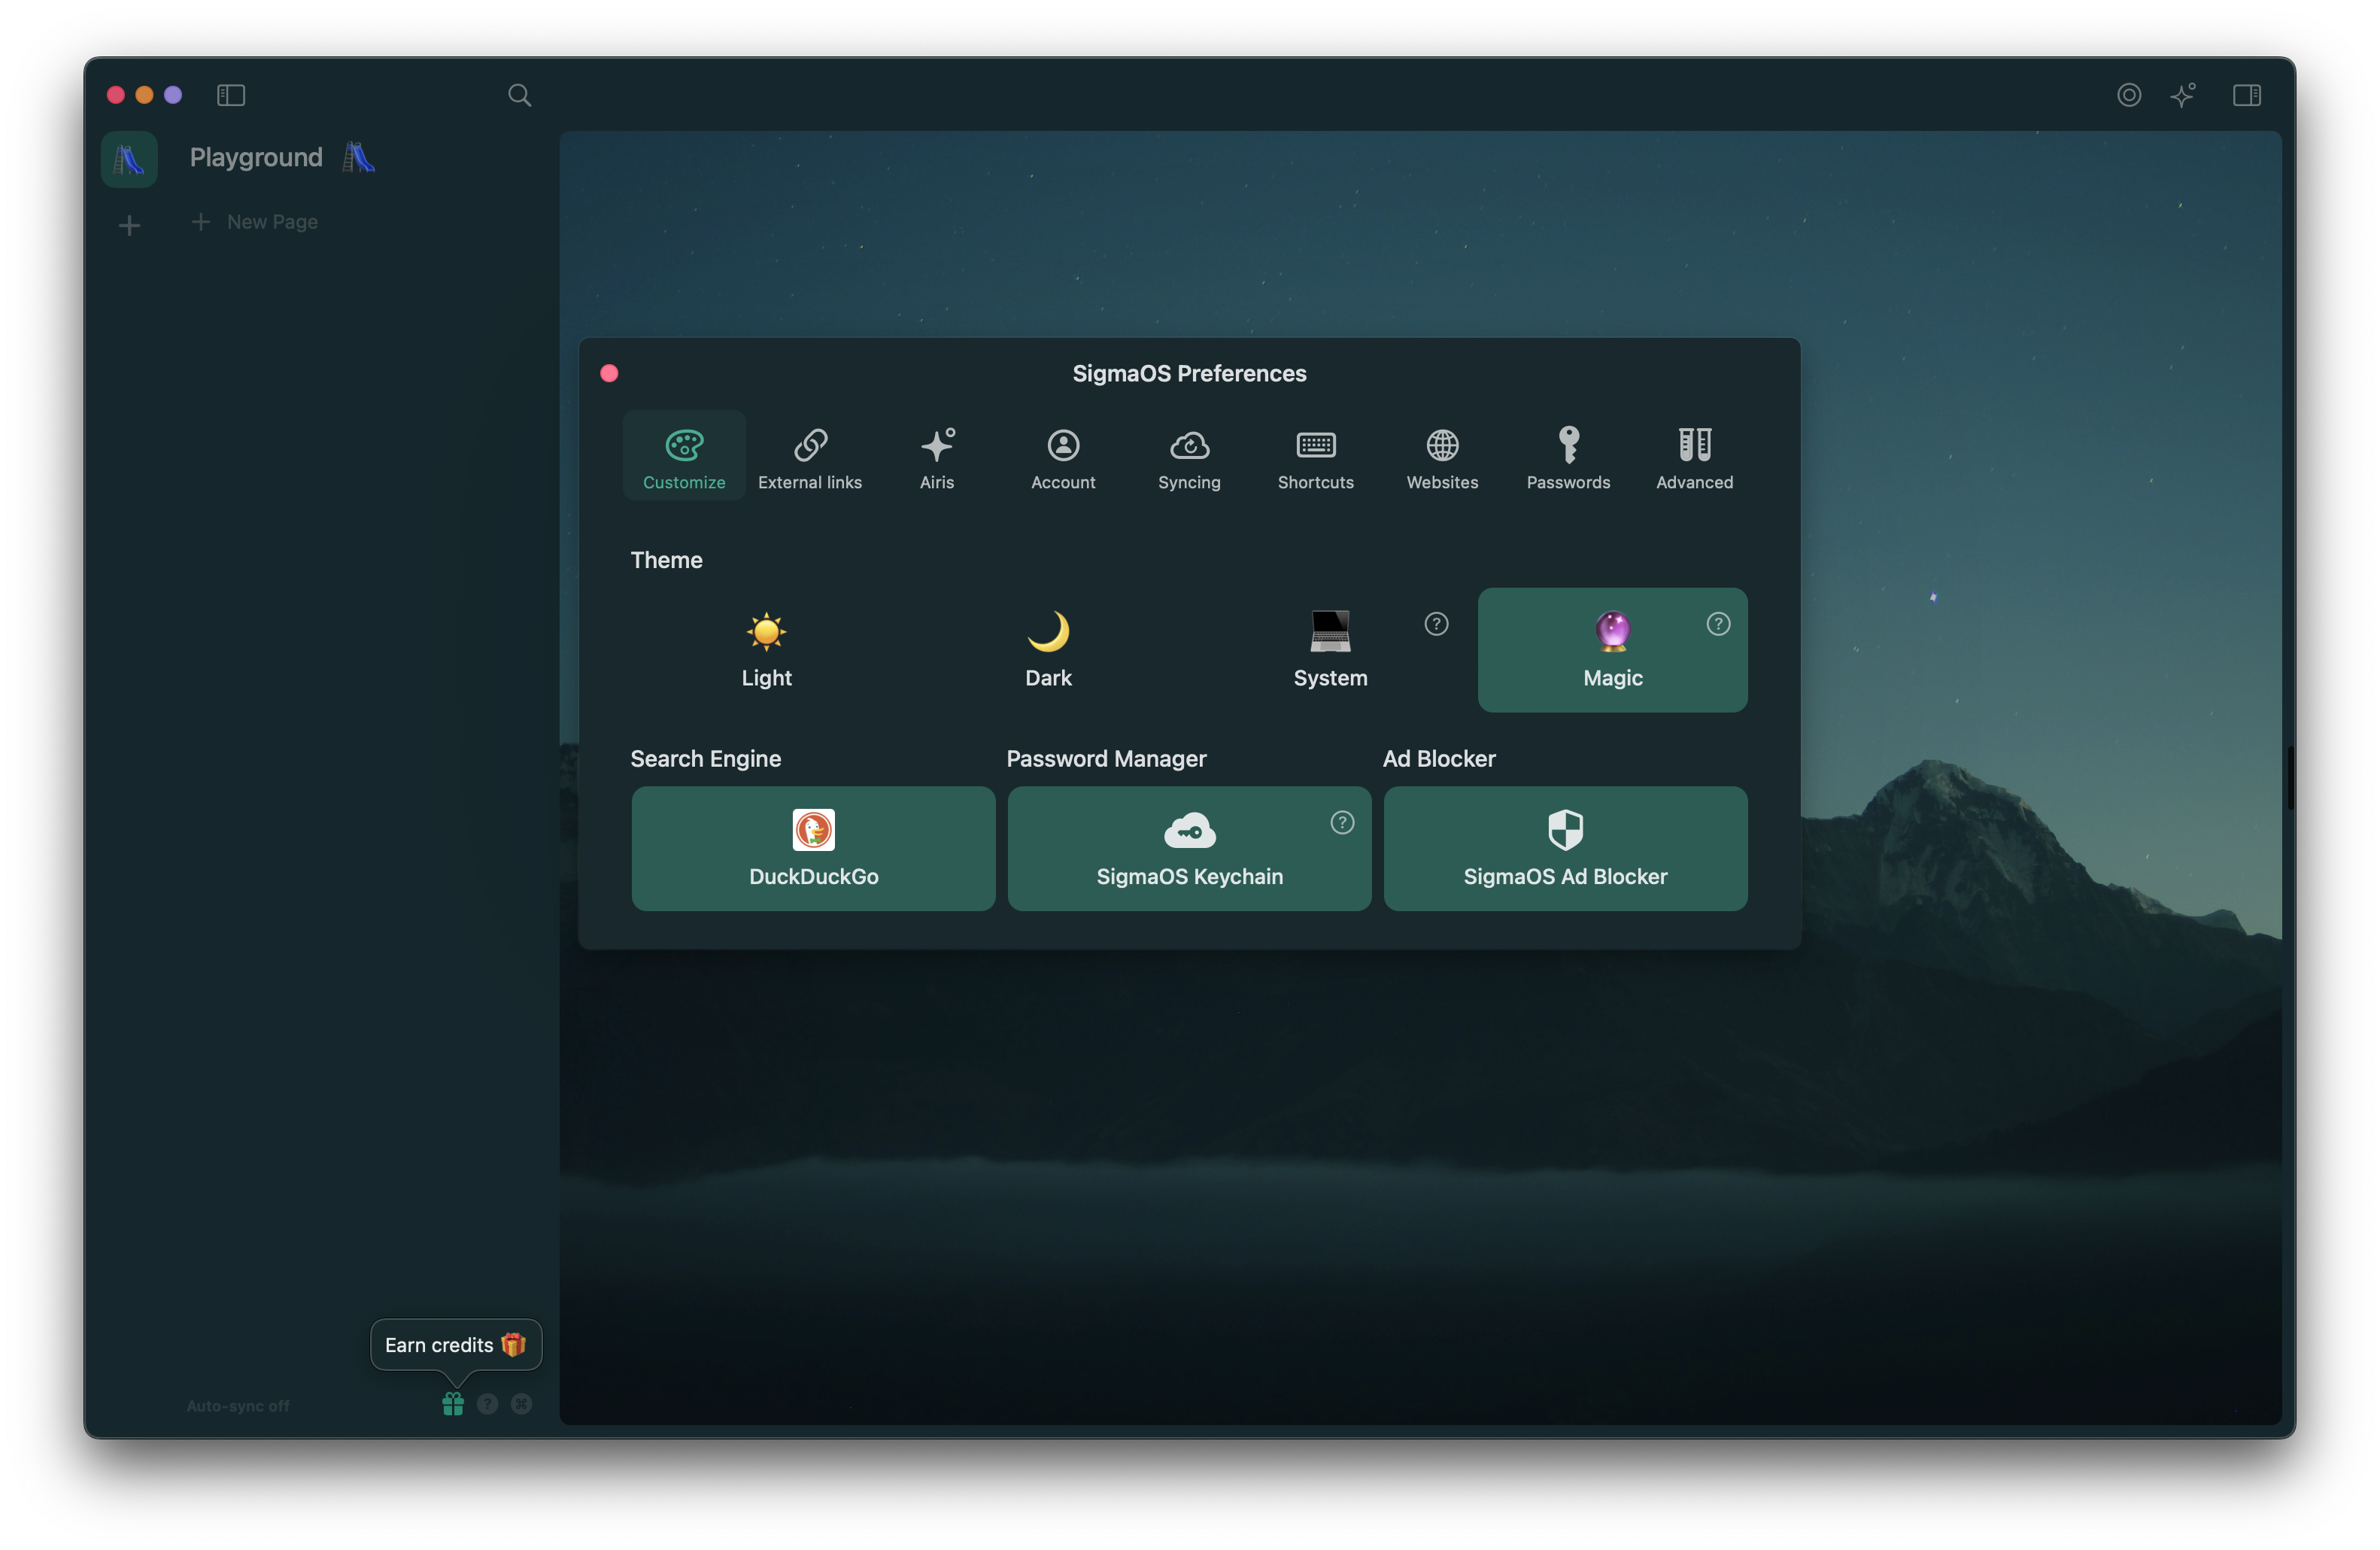 Playground
New Page
SigmaOS Preferences
Customize
External links
Airis
Account
Syncing
Shortcuts
Websites
Passwords
Advanced
Theme
Light
Dark
System
Magic
Search Engine
Password Manager
Ad Blocker
DuckDuckGo
SigmaOS Keychain
SigmaOS Ad Blocker
Earn credits
Auto-sync off